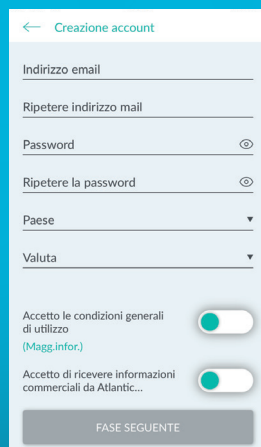 Creazione account
Indirizzo email
Ripetere indirizzo mail
Password
Ripetere la password
Paese
Valuta
Accetto le condizioni generali
di utilizzo
(Magg.infor.)
Accetto di ricevere informazioni
commerciali da Atlantic...
FASE SEGUENTE